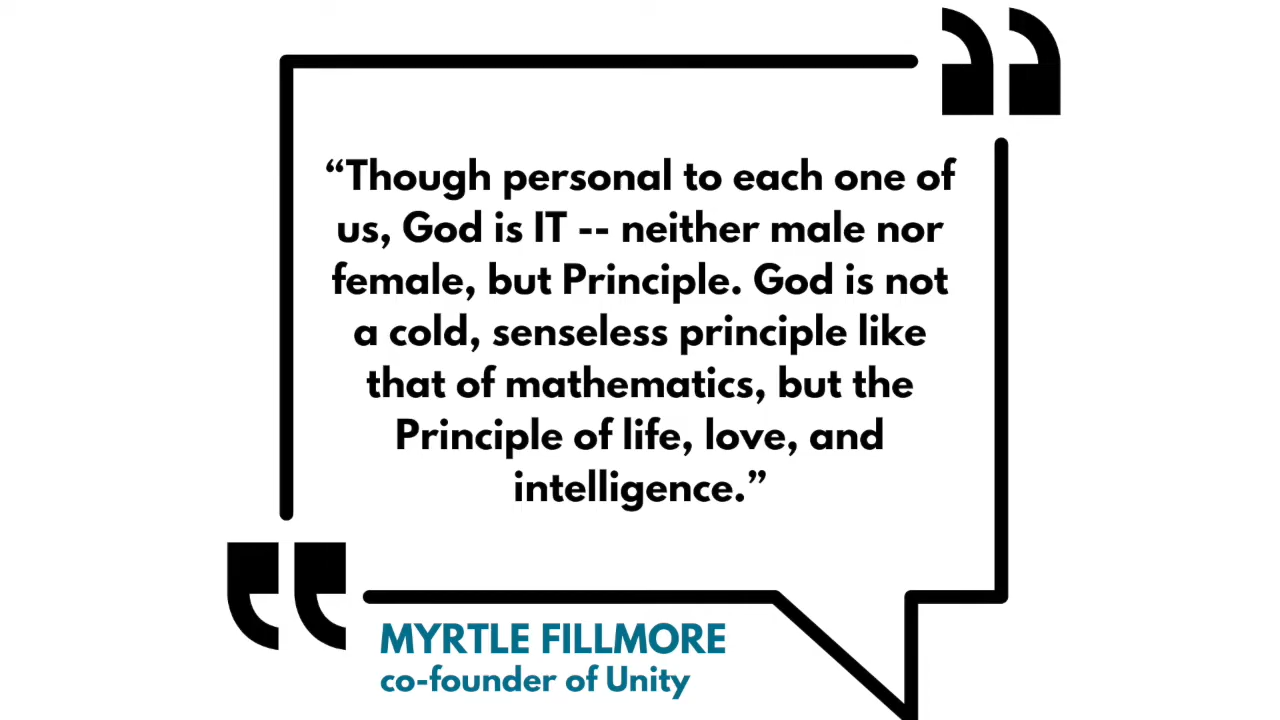 “Though personal to each one of
us, God is IT -- neither male nor
female, but Principle. God is not
a cold, senseless principle like
that of mathematics, but the
Principle of life, love, and
intelligence.”
MYRTLE FILLMORE
co-founder of Unity